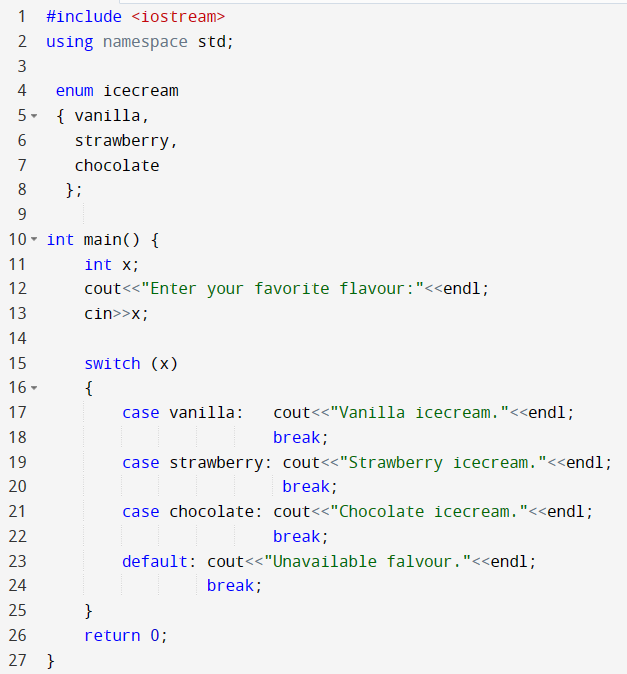 1 #include <iostream>
2 using namespace std;
3
4 enum icecream
5 { vanilla,
6 strawberry,
7 chocolate
8 };
9
10 int main() {
11 int x;
12 cout<<"Enter your favorite flavour:"<<endl;
13 cin>>x;
14
15 switch (x)
16 {
17 case vanilla: cout<<"Vanilla icecream."<<endl;
18 break;
19 case strawberry: cout<<"Strawberry icecream."<<endl;
20 break;
21 case chocolate: cout<<"Chocolate icecream."<<endl;
22 break;
23 default: cout<<"Unavailable falvour."<<endl;
24 break;
25 }
26 return 0;
27 }